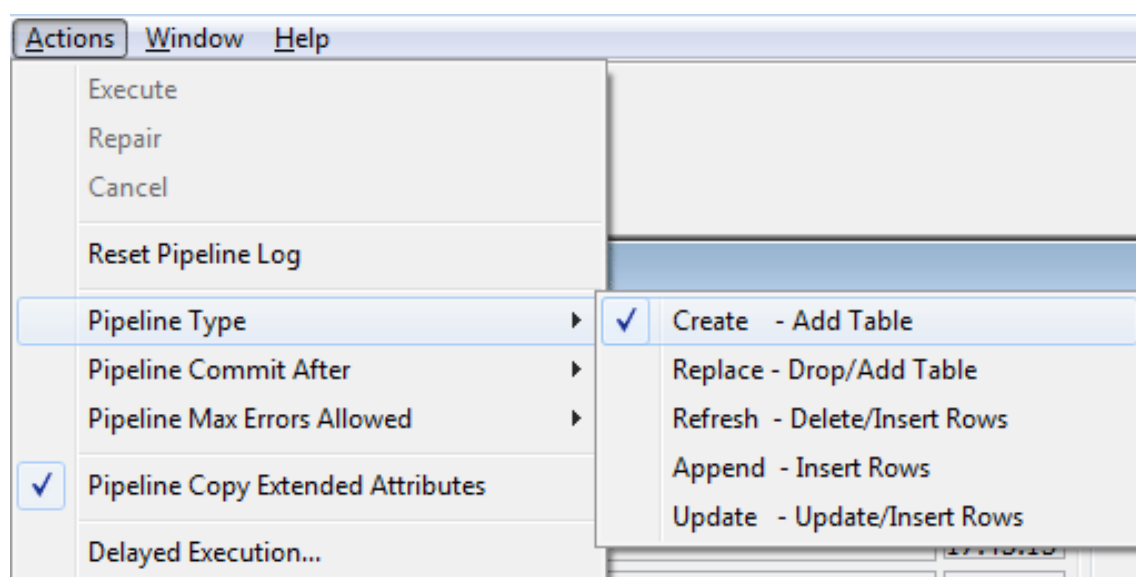 Actions Window Help
Execute
Repair
Cancel
Reset Pipeline Log
Pipeline Type
Pipeline Commit After
Pipeline Max Errors Allowed
Pipeline Copy Extended Attributes
Delayed Execution...
Create - Add Table
Replace - Drop/Add Table
Refresh - Delete/Insert Rows
Append - Insert Rows
Update - Update/Insert Rows